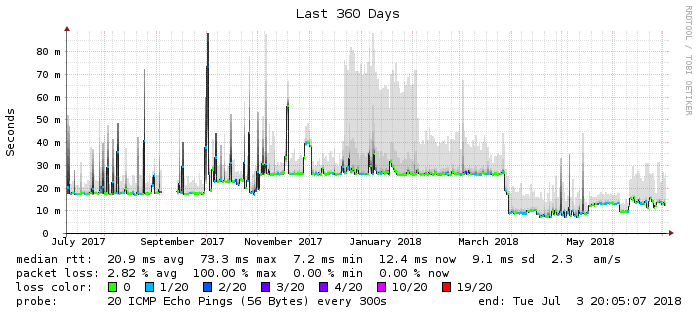 Last 360 Days
RRDTOOL / TOBI OETIKER
Seconds
80 m
70 m
60 m
50 m
40 m
30 m
20 m
10 m
0
July 2017 September 2017 November 2017 January 2018 March 2018 May 2018
median rtt: 20.9 ms avg 73.3 ms max 7.2 ms min 12.4 ms now 9.1 ms sd 2.3 am/s
packet loss: 2.82 % avg 100.00 % max 0.00 % min 0.00 % now
loss color: 0 1/20 2/20 3/20 4/20 10/20 19/20
probe: 20 ICMP Echo Pings (56 Bytes) every 300s end: Tue Jul 3 20:05:07 2018